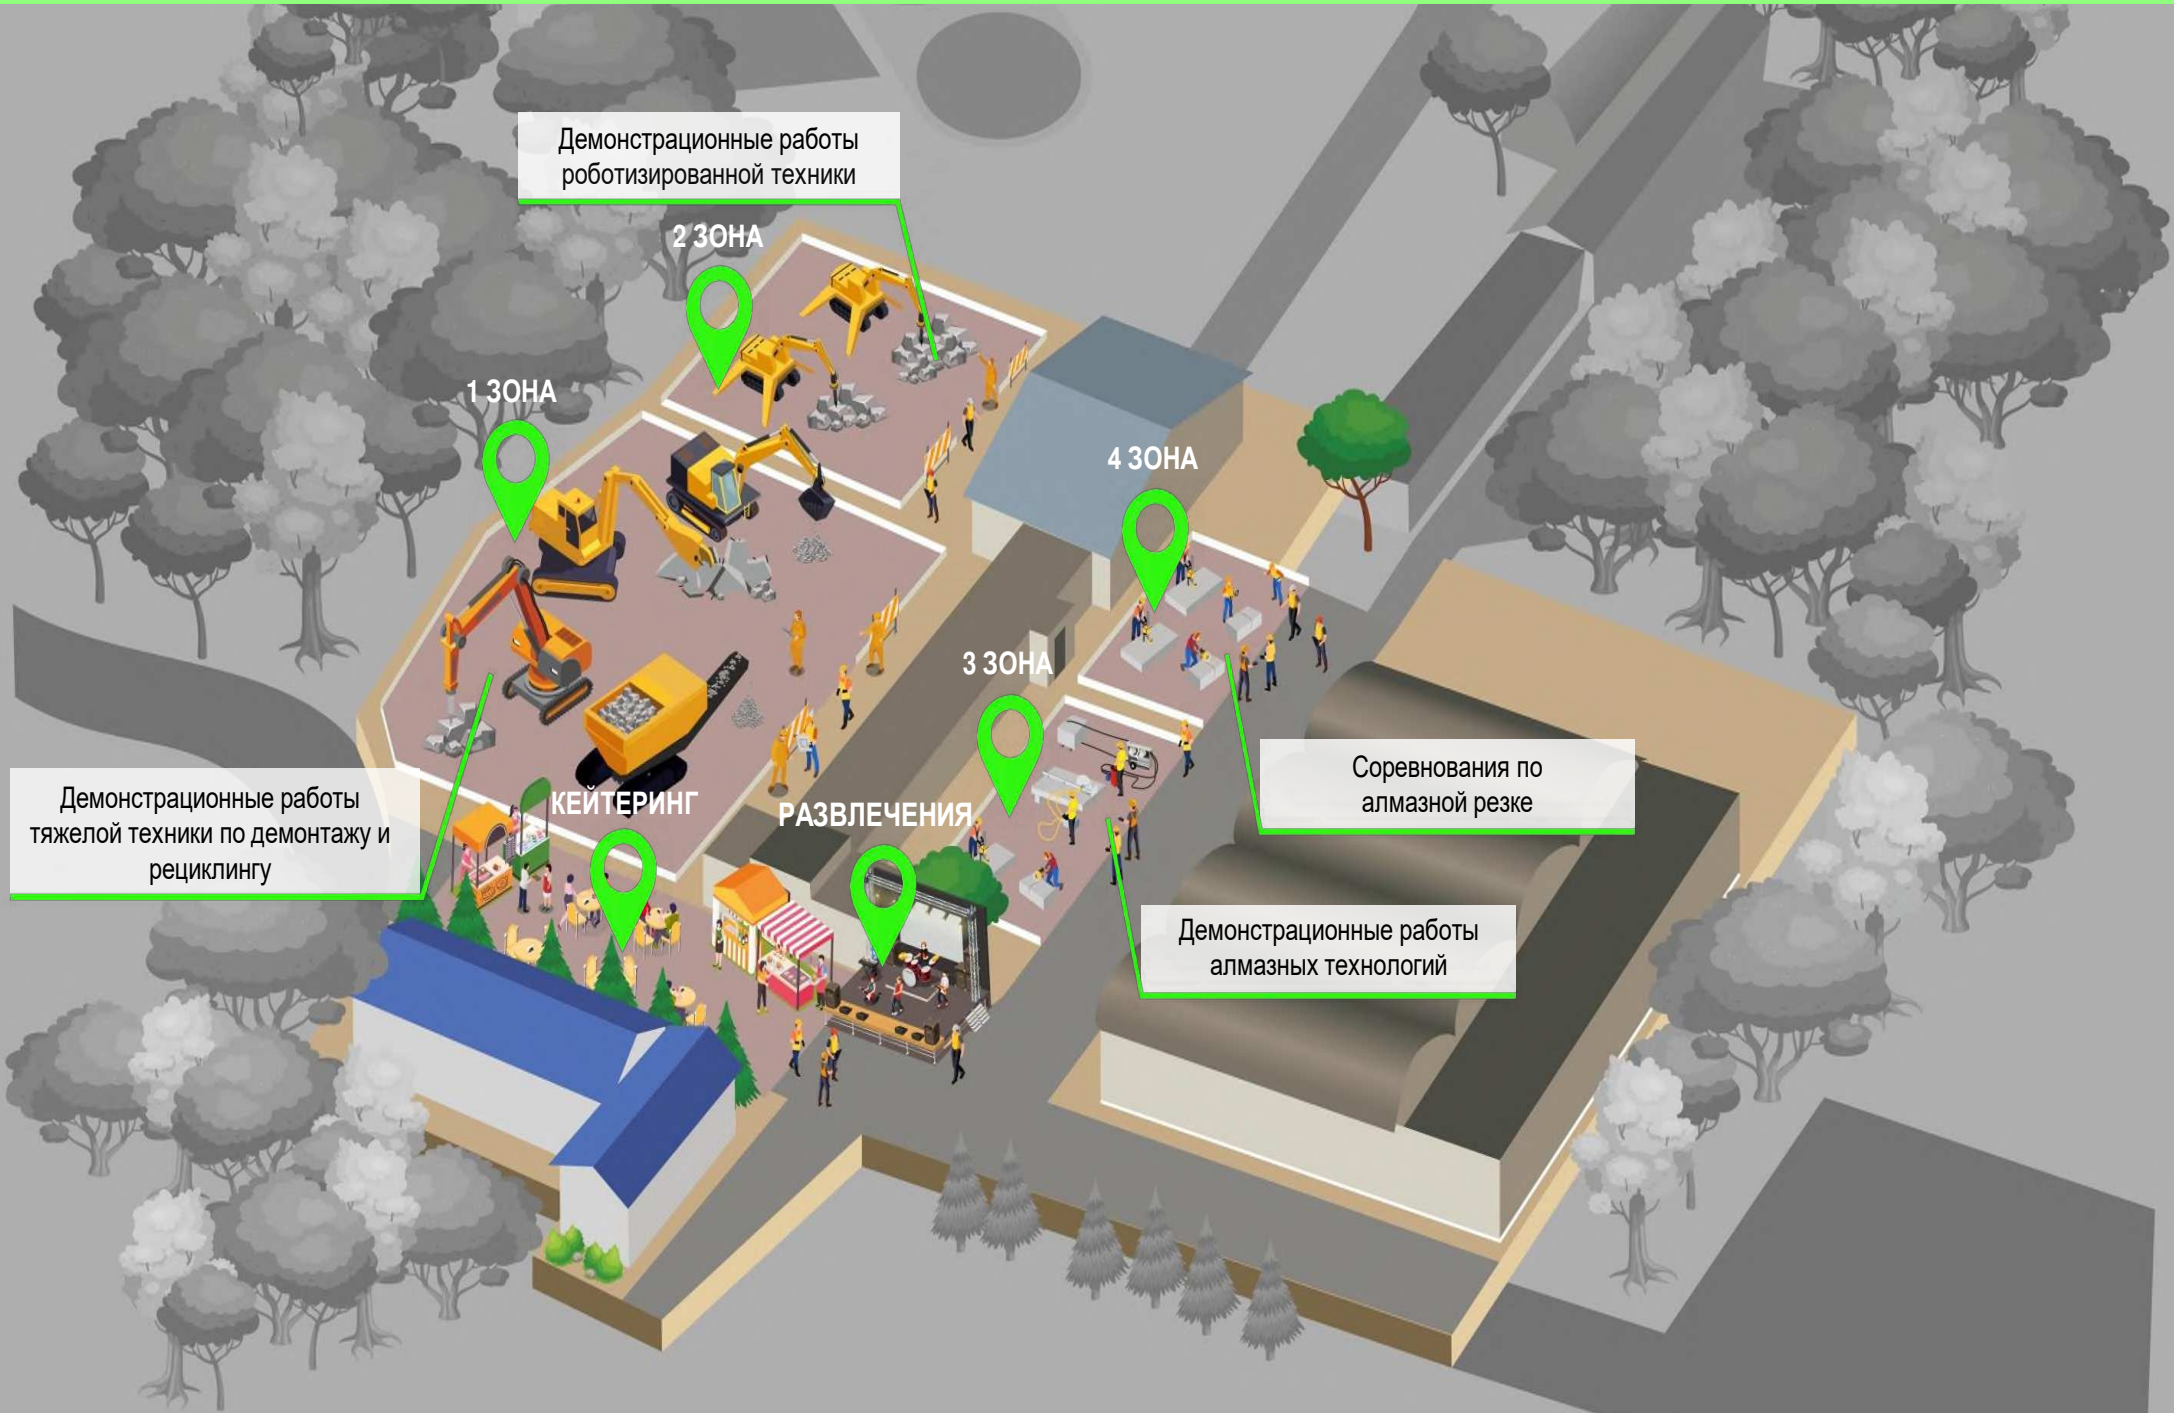 Демонстрационные работы
роботизированной техники
2 ЗОНА
1 ЗОНА
4 ЗОНА
3 ЗОНА
Соревнования по
алмазной резке
Демонстрационные работы
тяжелой техники по демонтажу и
рециклингу
КЕЙТЕРИНГ
РАЗВЛЕЧЕНИЯ
Демонстрационные работы
алмазных технологий